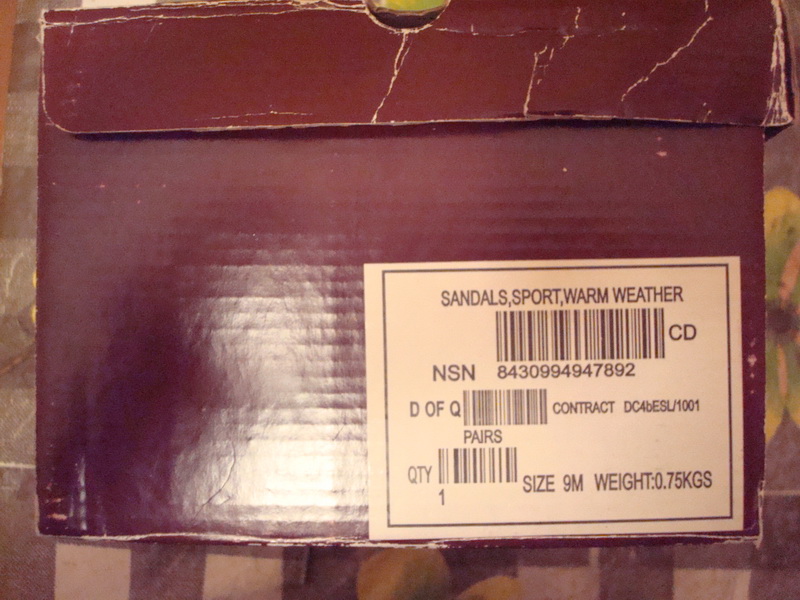 SANDALS,SPORT,WARM WEATHER
CD
NSN 8430994947892
D OF Q CONTRACT DC4bESL/1001
PAIRS
QTY
1
SIZE 9M WEIGHT:0.75KGS